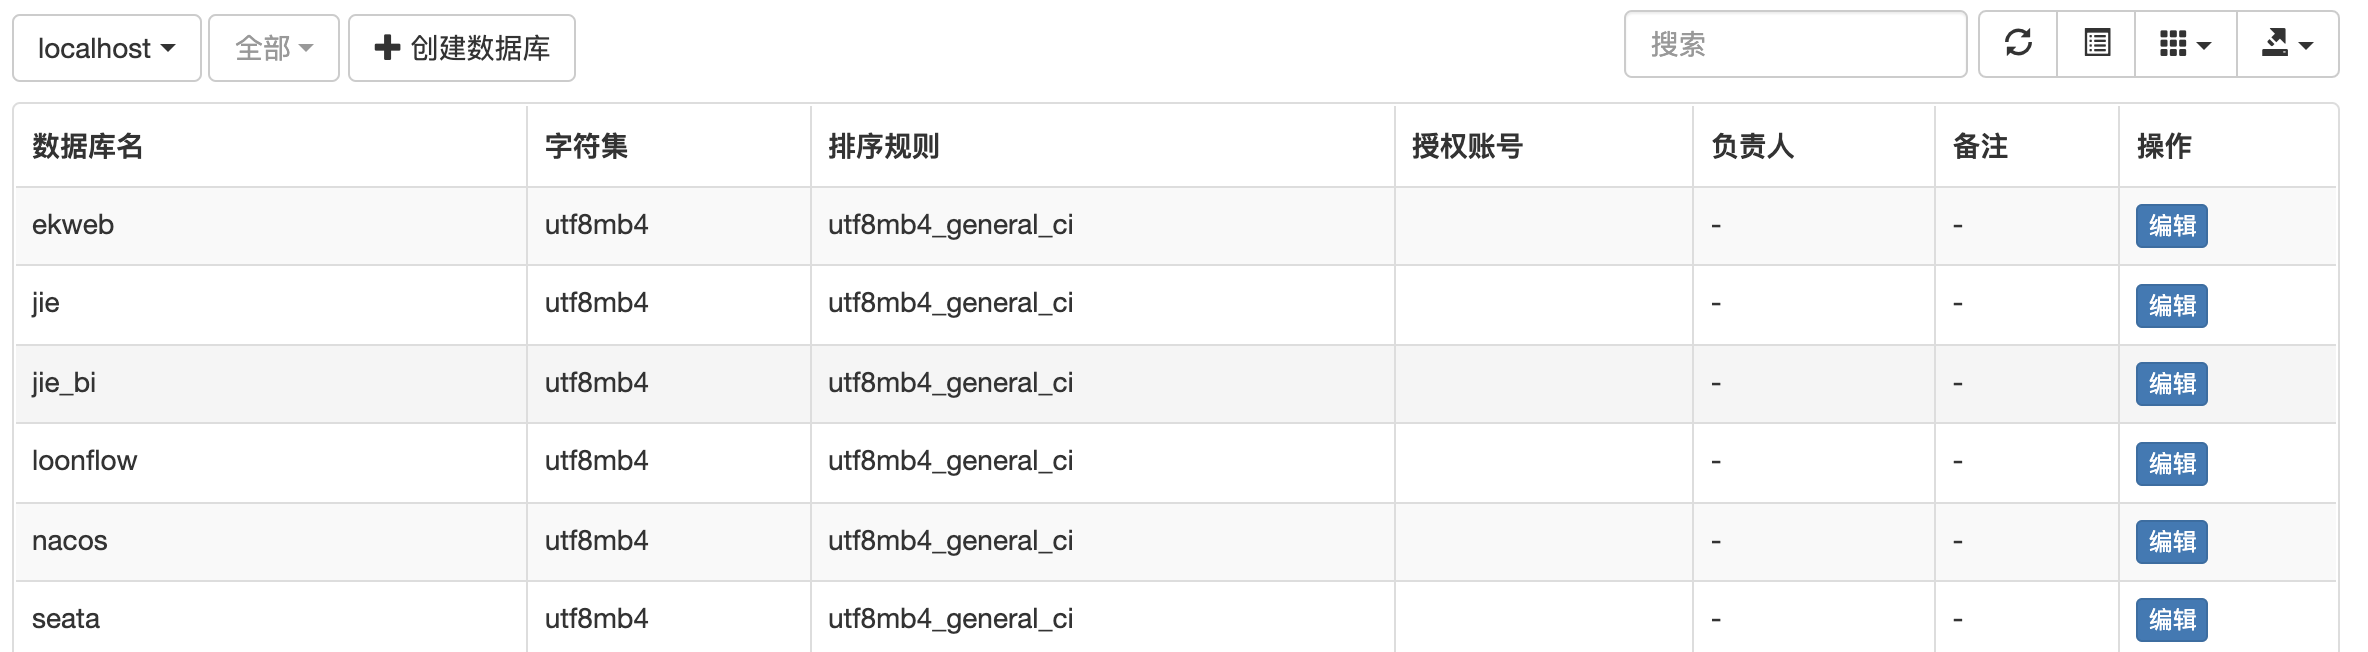 localhost 全部 创建数据库 搜索
数据库名 字符集 排序规则 授权账号 负责人 备注 操作
ekweb utf8mb4 utf8mb4_general_ci - - 编辑
jie utf8mb4 utf8mb4_general_ci - - 编辑
jie_bi utf8mb4 utf8mb4_general_ci - - 编辑
loonflow utf8mb4 utf8mb4_general_ci - - 编辑
nacos utf8mb4 utf8mb4_general_ci - - 编辑
seata utf8mb4 utf8mb4_general_ci - - 编辑